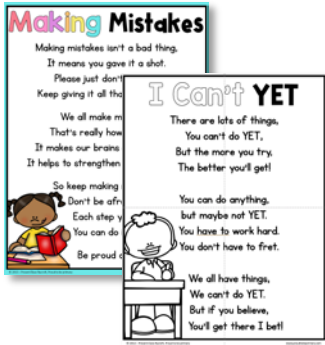 Making Mistakes
Making mistakes isn't a bad thing,
It means you gave it a shot.
Please just don't
Keep giving it all tha
We all make m
That's really how
It makes our brains
It helps to strengthen
So keep making
Don't be afra
Each step y
You can do
Be proud o
I Can't YET
There are lots of things,
You can't do YET,
But the more you try,
The better you'll get!
You can do anything,
but maybe not YET.
You have to work hard.
You don't have to fret.
We all have things,
We can't do YET.
But if you believe,
You'll get there I bet!